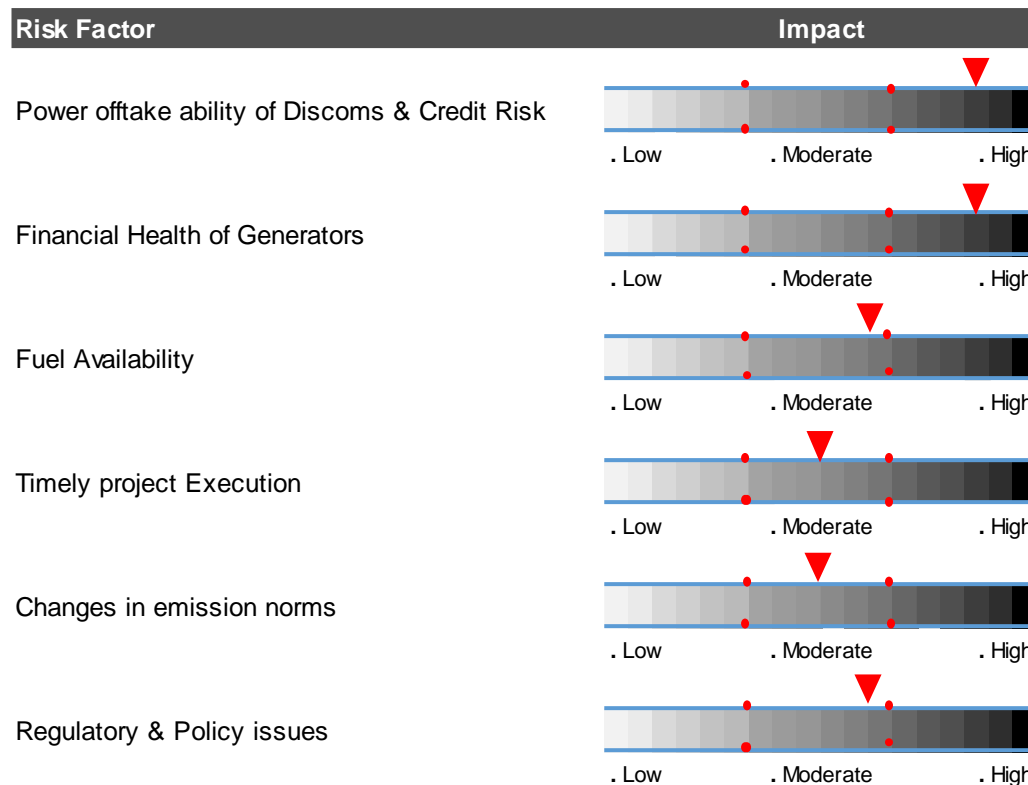 Risk Factor Impact
Power offtake ability of Discoms & Credit Risk
. Low . Moderate . High
Financial Health of Generators
. Low . Moderate . High
Fuel Availability
. Low . Moderate . High
Timely project Execution
. Low . Moderate . High
Changes in emission norms
. Low . Moderate . High
Regulatory & Policy issues
. Low . Moderate . High